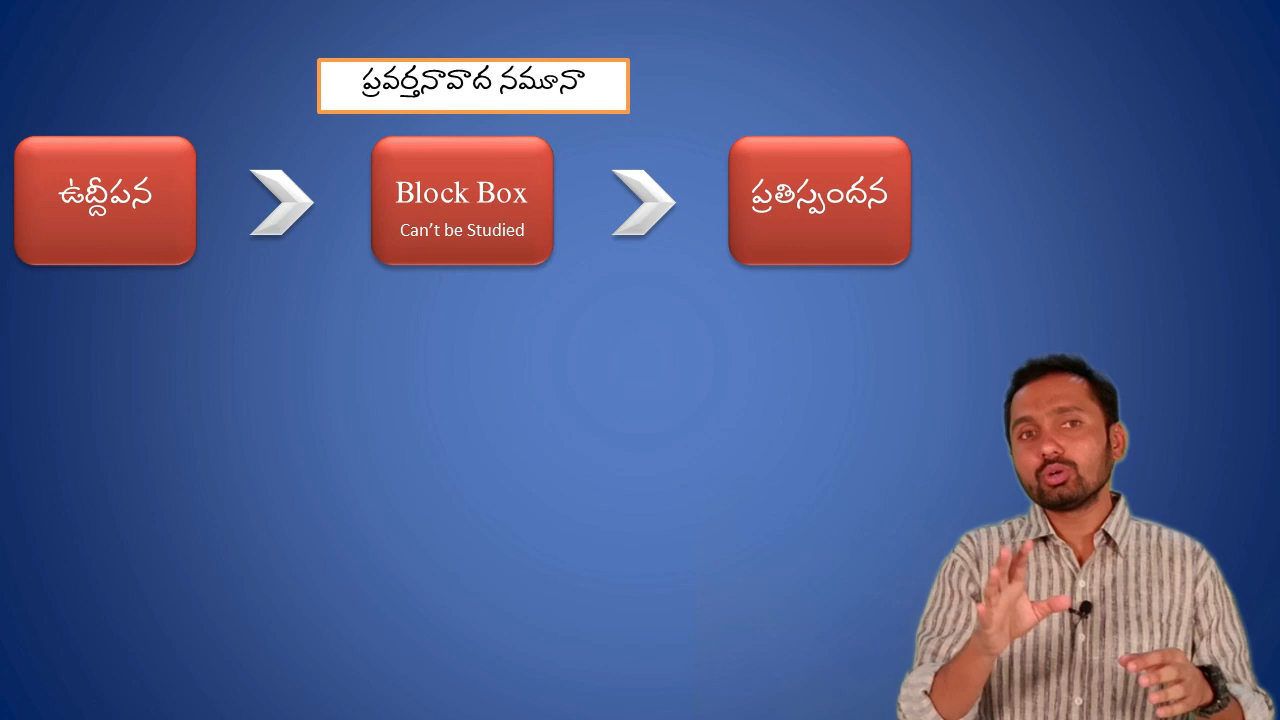 ప్రవర్తనావాద నమూనా
ఉద్దీపన
Block Box
Can't be Studied
ప్రతిస్పందన